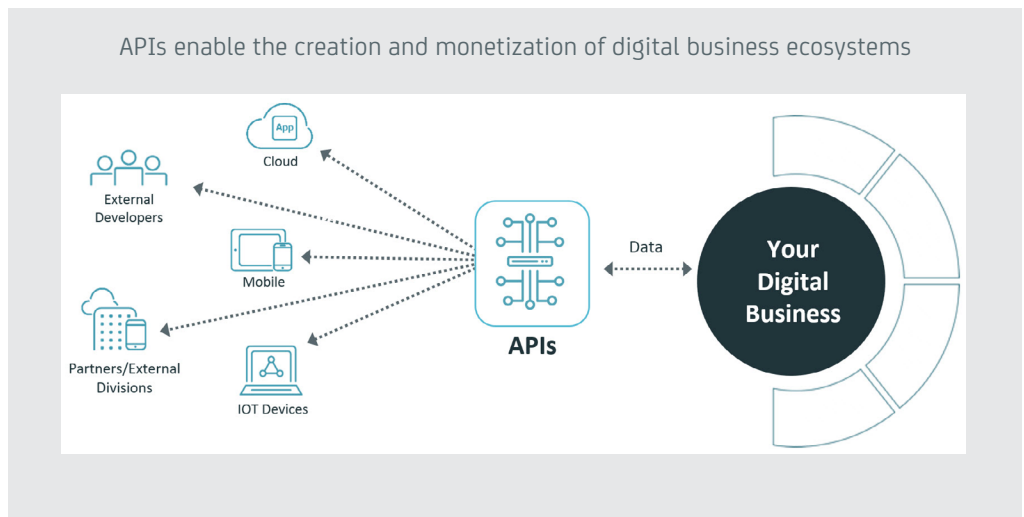 APIs enable the creation and monetization of digital business ecosystems
App
Cloud
External
Developers
Mobile
Partners/External
Divisions
IOT Devices
APIs
Data
Your
Digital
Business